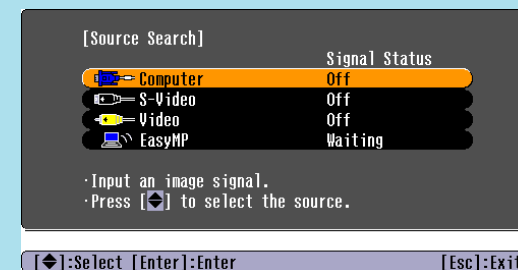 [Source Search]
Signal Status
Computer Off
S-Video Off
Video Off
EasyMP Waiting
·Input an image signal.
·Press [◆] to select the source.
[◆]:Select [Enter]:Enter [Esc]:Exit